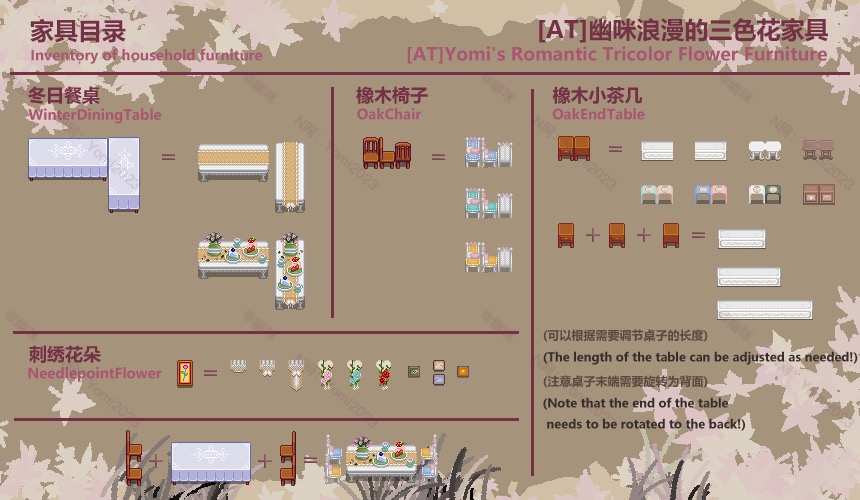 家具目录
Inventory of household furniture
[AT]幽咪浪漫的三色花家具
[AT]Yomi's Romantic Tricolor Flower Furniture
冬日餐桌
WinterDiningTable
=
橡木椅子
OakChair
=
橡木小茶几
OakEndTable
=
+ + =
(可以根据需要调节桌子的长度)
(The length of the table can be adjusted as needed!)
(注意桌子末端需要旋转为背面)
(Note that the end of the table
needs to be rotated to the back!)
刺绣花朵
NeedlepointFlower
=
+ + =